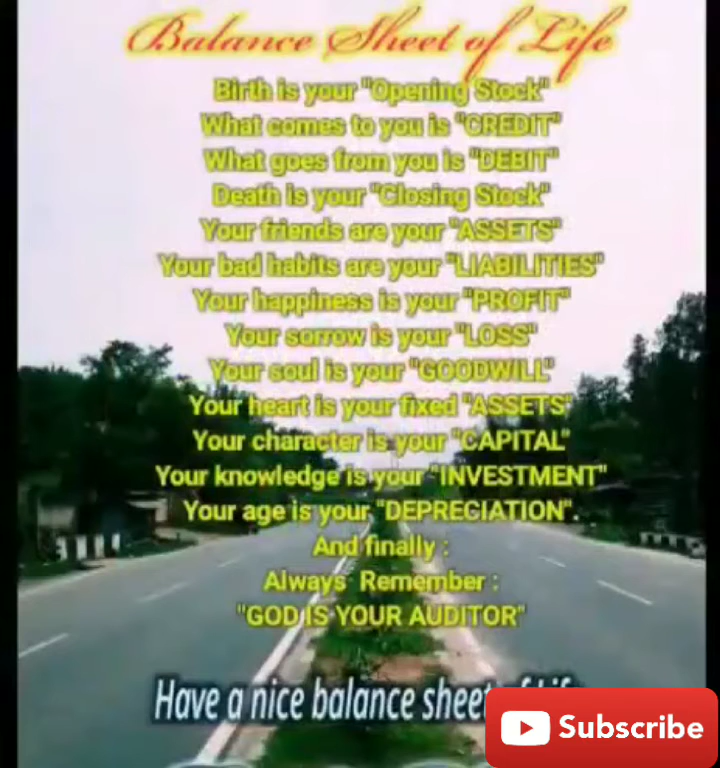 Balance Sheet of Life
Birth is your "Opening Stock"
What comes to you is "CREDIT"
What goes from you is "DEBIT"
Death is your "Closing Stock"
Your friends are your "ASSETS"
Your bad habits are your "LIABILITIES"
Your happiness is your "PROFIT"
Your sorrow is your "LOSS"
Your soul is your "GOODWILL"
Your heart is your fixed "ASSETS"
Your character is your "CAPITAL"
Your knowledge is your "INVESTMENT"
Your age is your "DEPRECIATION".
And finally :
Always Remember :
"GOD IS YOUR AUDITOR"
Have a nice balance sheet
Subscribe